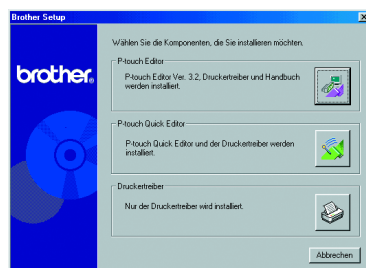 Brother Setup
Wählen Sie die Komponenten, die Sie installieren möchten.
brother®
P-touch Editor
P-touch Editor Ver. 3.2, Druckertreiber und Handbuch
werden installiert.
P-touch Quick Editor
P-touch Quick Editor und der Druckertreiber werden
installiert.
Druckertreiber
Nur der Druckertreiber wird installiert.
Abbrechen